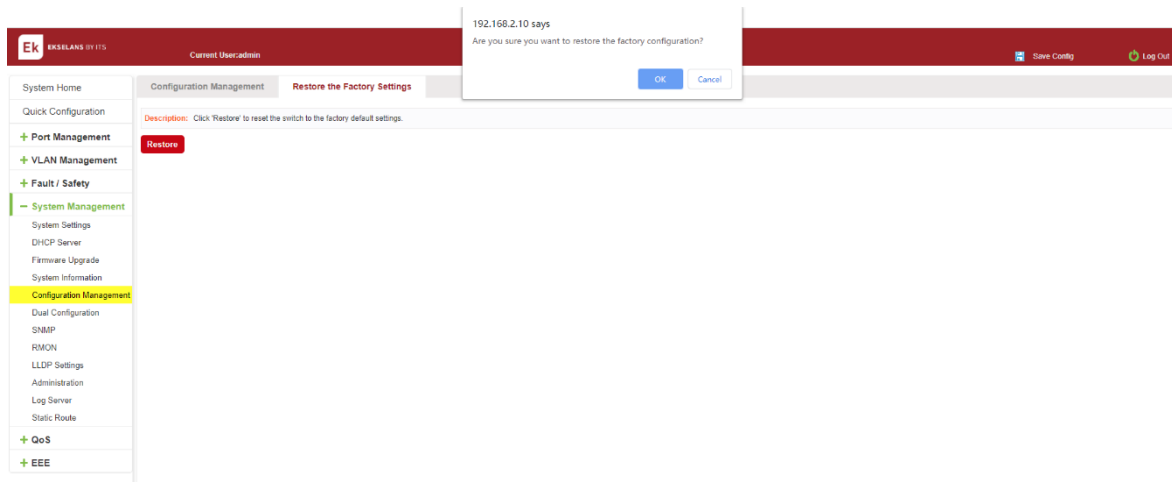 192.168.2.10 says
Are you sure you want to restore the factory configuration?
OK Cancel
Ek EKSELANS BY ITS
Current User:admin
Save Config
Log Out
System Home
Quick Configuration
+ Port Management
+ VLAN Management
+ Fault / Safety
− System Management
System Settings
DHCP Server
Firmware Upgrade
System Information
Configuration Management
Dual Configuration
SNMP
RMON
LLDP Settings
Administration
Log Server
Static Route
+ QoS
+ EEE
Configuration Management Restore the Factory Settings
Description: Click 'Restore' to reset the switch to the factory default settings.
Restore